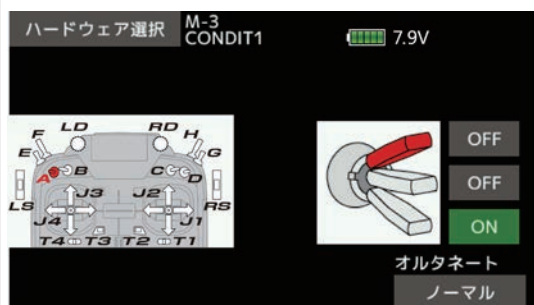 ハードウェア選択
M-3
CONDIT1
7.9V
LD RD
F H
E G
A B C D
J3 J2
LS RS
J4 J1
T4 T3 T2 T1
OFF
OFF
ON
オルタネート
ノーマル